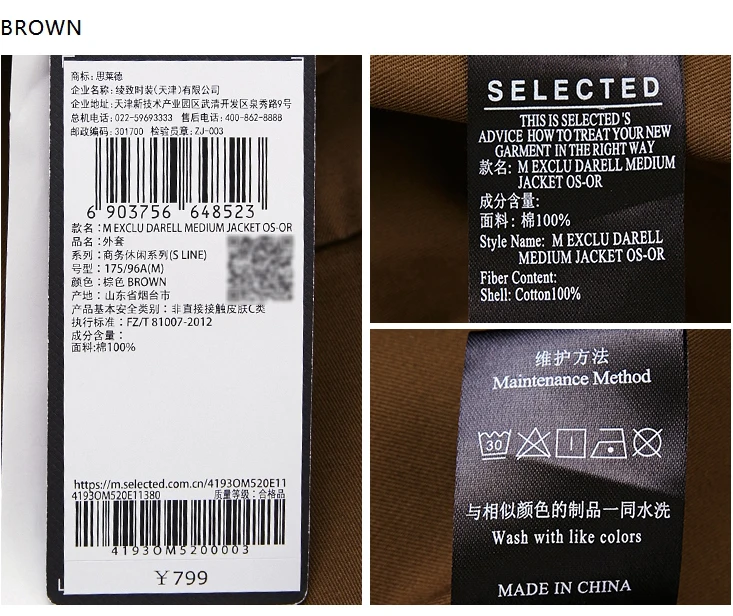 BROWN
商标: 思莱德
企业名称: 绫致时装(天津)有限公司
企业地址: 天津新技术产业园区武清开发区泉秀路9号
总机电话: 022-59693333 售后电话: 400-862-8888
邮政编码: 301700 检验员章: ZJ-003
6 903756 648523
款名：M EXCLU DARELL MEDIUM JACKET OS-OR
品名：外套
系列：商务休闲系列(S LINE)
号型：175/96A(M)
颜色：棕色 BROWN
产地：山东省烟台市
产品基本安全类别：非直接接触皮肤C类
执行标准：FZ/T 81007-2012
成分含量：
面料:棉100%
https://m.selected.com.cn/4193OM520E11
4193OM520E11380 质量等级：合格品
4193OM5200003
￥799
SELECTED
THIS IS SELECTED'S
ADVICE HOW TO TREAT YOUR NEW
GARMENT IN THE RIGHT WAY
款名: M EXCLU DARELL MEDIUM
JACKET OS-OR
成分含量:
面料: 棉100%
Style Name: M EXCLU DARELL
MEDIUM JACKET OS-OR
Fiber Content:
Shell: Cotton100%
维护方法
Maintenance Method
30
与相似颜色的制品一同水洗
Wash with like colors
MADE IN CHINA